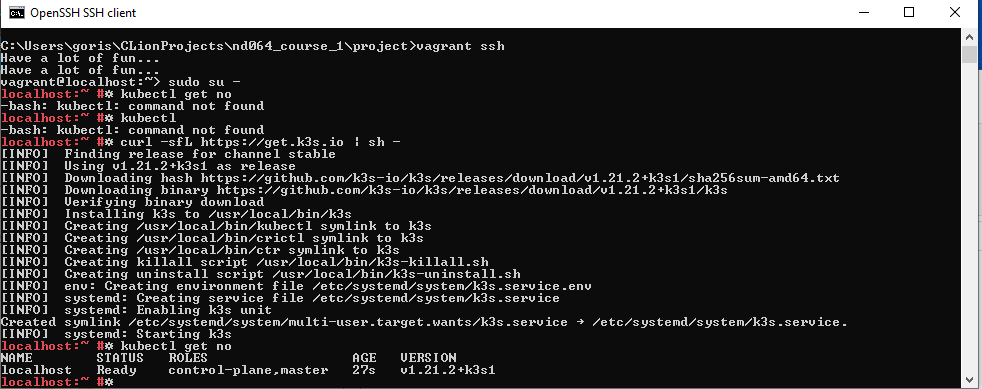 OpenSSH SSH client
C:\Users\goris\CLionProjects\nd064_course_1\project>vagrant ssh
Have a lot of fun...
Have a lot of fun...
vagrant@localhost:~> sudo su -
localhost:~ # kubectl get no
-bash: kubectl: command not found
localhost:~ # kubectl
-bash: kubectl: command not found
localhost:~ # curl -sfL https://get.k3s.io | sh -
[INFO]  Finding release for channel stable
[INFO]  Using v1.21.2+k3s1 as release
[INFO]  Downloading hash https://github.com/k3s-io/k3s/releases/download/v1.21.2+k3s1/sha256sum-amd64.txt
[INFO]  Downloading binary https://github.com/k3s-io/k3s/releases/download/v1.21.2+k3s1/k3s
[INFO]  Verifying binary download
[INFO]  Installing k3s to /usr/local/bin/k3s
[INFO]  Creating /usr/local/bin/kubectl symlink to k3s
[INFO]  Creating /usr/local/bin/crictl symlink to k3s
[INFO]  Creating /usr/local/bin/ctr symlink to k3s
[INFO]  Creating killall script /usr/local/bin/k3s-killall.sh
[INFO]  Creating uninstall script /usr/local/bin/k3s-uninstall.sh
[INFO]  env: Creating environment file /etc/systemd/system/k3s.service.env
[INFO]  systemd: Creating service file /etc/systemd/system/k3s.service
[INFO]  systemd: Enabling k3s unit
Created symlink /etc/systemd/system/multi-user.target.wants/k3s.service → /etc/systemd/system/k3s.service.
[INFO]  systemd: Starting k3s
localhost:~ # kubectl get no
NAME        STATUS   ROLES                  AGE   VERSION
localhost   Ready    control-plane,master   27s   v1.21.2+k3s1
localhost:~ #